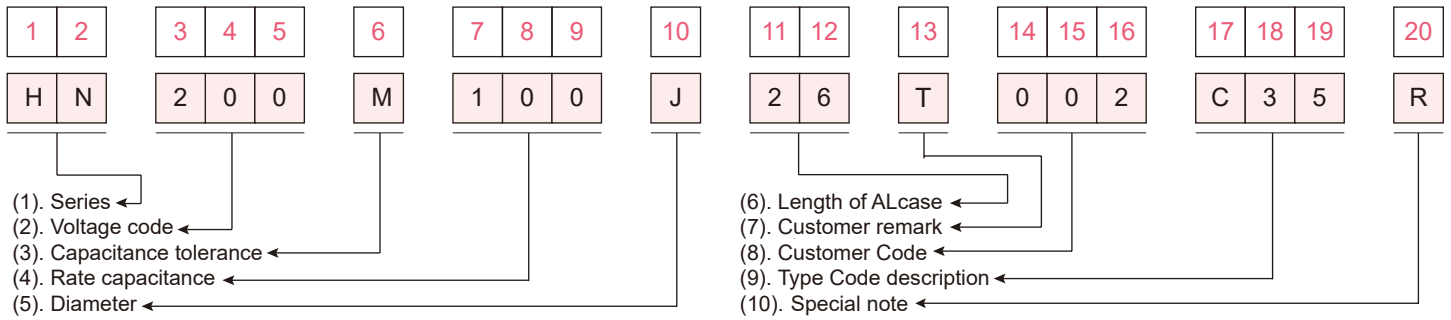 1 2 3 4 5 6 7 8 9 10 11 12 13 14 15 16 17 18 19 20
H N 2 0 0 M 1 0 0 J 2 6 T 0 0 2 C 3 5 R
(1). Series
(2). Voltage code
(3). Capacitance tolerance
(4). Rate capacitance
(5). Diameter
(6). Length of ALcase
(7). Customer remark
(8). Customer Code
(9). Type Code description
(10). Special note